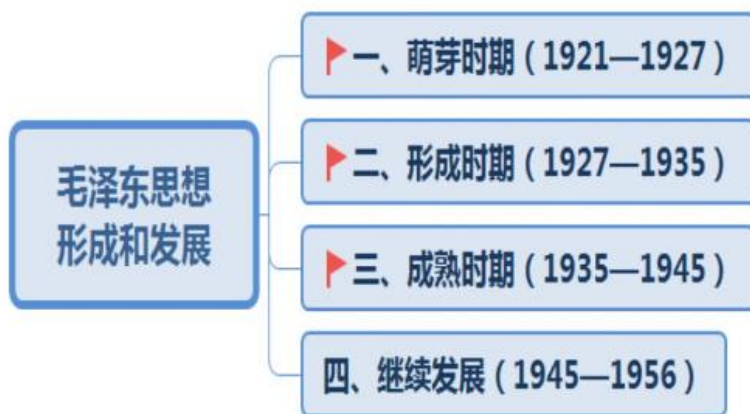 一、萌芽时期（1921—1927）
二、形成时期（1927—1935）
毛泽东思想
形成和发展
三、成熟时期（1935—1945）
四、继续发展（1945—1956）